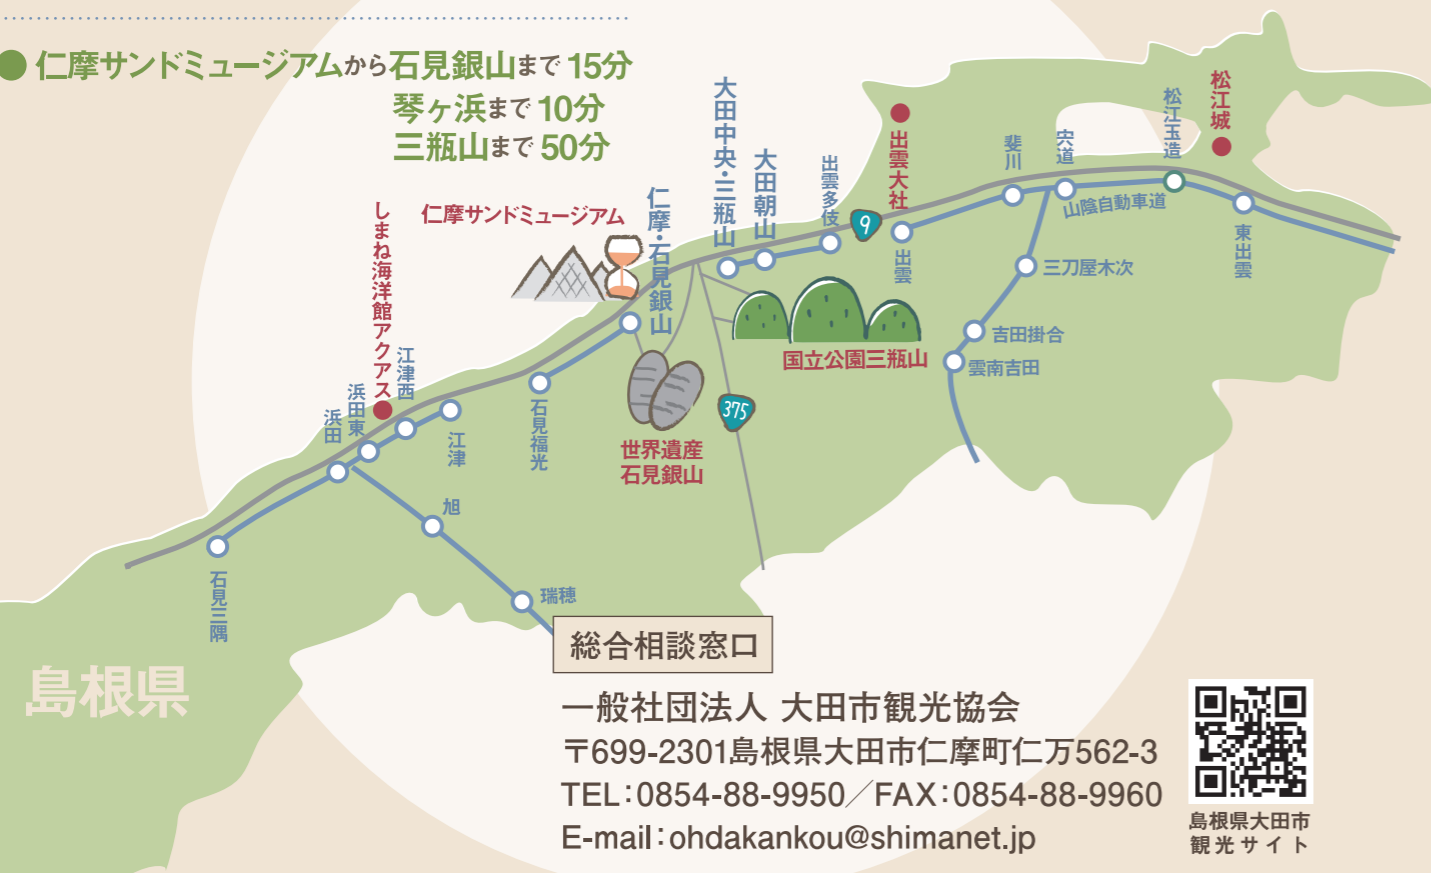 ● 仁摩サンドミュージアムから石見銀山まで 15分
琴ヶ浜まで 10分
三瓶山まで 50分
大田中央・三瓶山
大田朝山
出雲多伎
出雲大社
9
出雲
斐川
宍道
松江玉造
松江城
山陰自動車道
東出雲
三刀屋木次
吉田掛合
雲南吉田
仁摩サンドミュージアム
仁摩・石見銀山
国立公園三瓶山
375
世界遺産
石見銀山
しまね海洋館アクアス
江津西
浜田東
浜田
江津
石見福光
旭
瑞穂
石見三隅
島根県
総合相談窓口
一般社団法人 大田市観光協会
〒699-2301島根県大田市仁摩町仁万562-3
TEL：0854-88-9950／FAX：0854-88-9960
E-mail：ohdakankou@shimanet.jp
島根県大田市
観光サイト